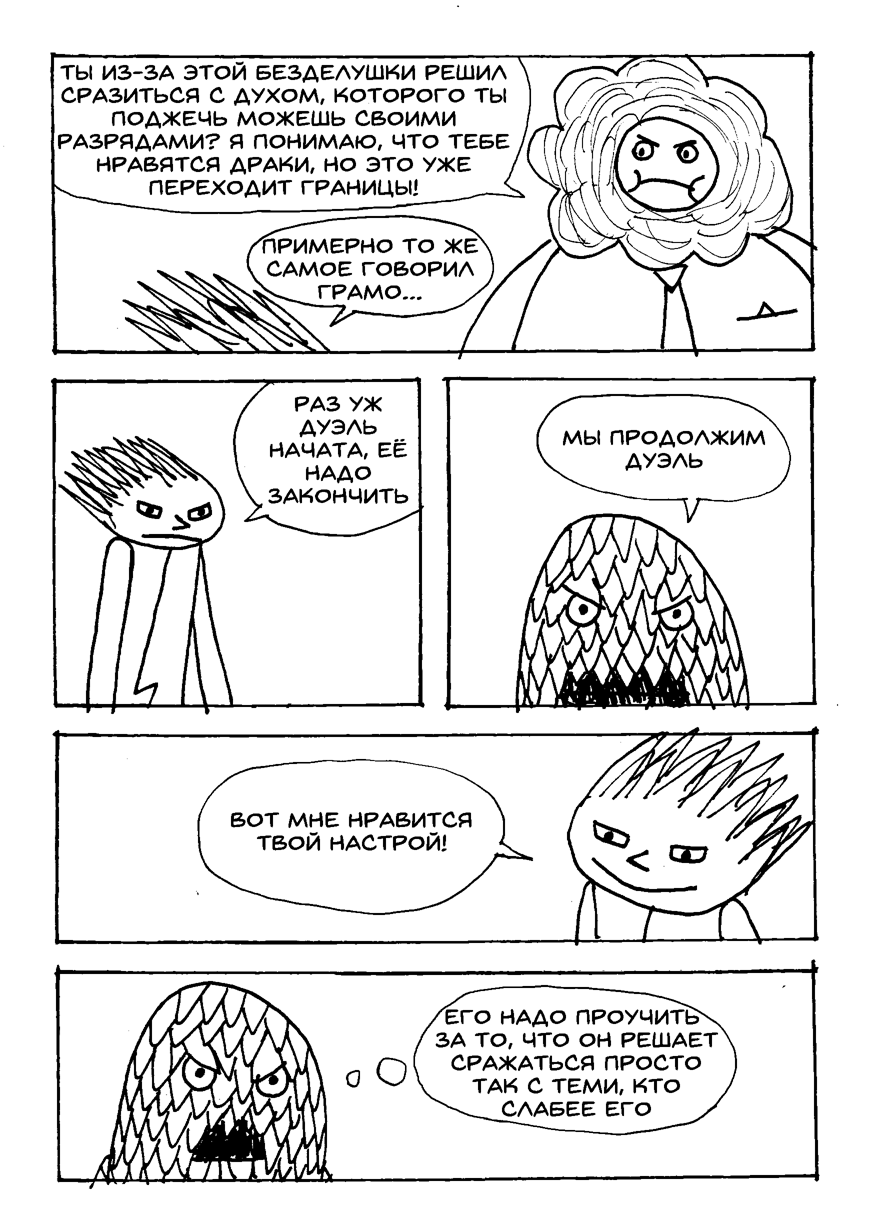 ТЫ ИЗ-ЗА ЭТОЙ БЕЗДЕЛУШКИ РЕШИЛ
СРАЗИТЬСЯ С ДУХОМ, КОТОРОГО ТЫ
ПОДЖЕЧЬ МОЖЕШЬ СВОИМИ
РАЗРЯДАМИ? Я ПОНИМАЮ, ЧТО ТЕБЕ
НРАВЯТСЯ ДРАКИ, НО ЭТО УЖЕ
ПЕРЕХОДИТ ГРАНИЦЫ!
ПРИМЕРНО ТО ЖЕ
САМОЕ ГОВОРИЛ
ГРАМО...
РАЗ УЖ
ДУЭЛЬ
НАЧАТА, ЕЁ
НАДО
ЗАКОНЧИТЬ
МЫ ПРОДОЛЖИМ
ДУЭЛЬ
ВОТ МНЕ НРАВИТСЯ
ТВОЙ НАСТРОЙ!
ЕГО НАДО ПРОУЧИТЬ
ЗА ТО, ЧТО ОН РЕШАЕТ
СРАЖАТЬСЯ ПРОСТО
ТАК С ТЕМИ, КТО
СЛАБЕЕ ЕГО